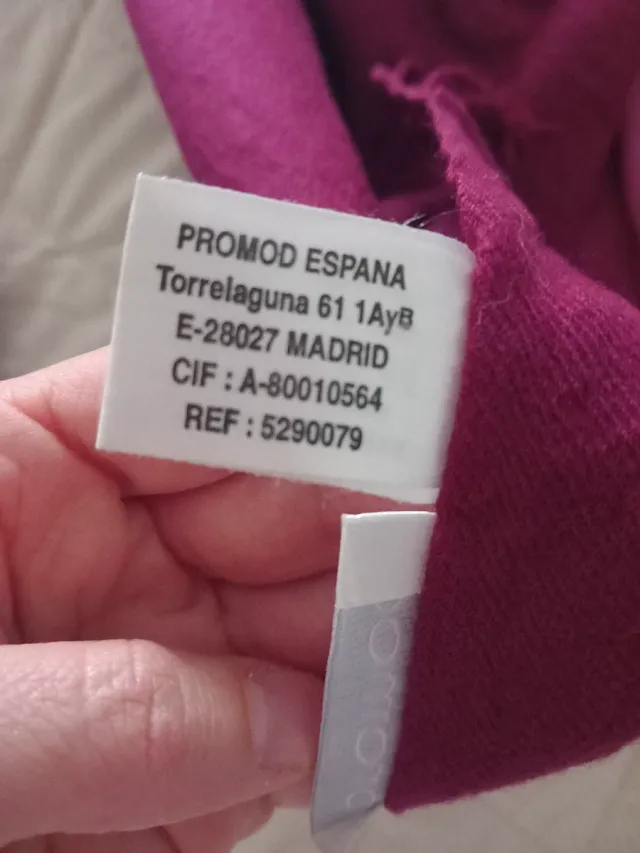 PROMOD ESPANA
Torrelaguna 61 1AyB
E-28027 MADRID
CIF : A-80010564
REF : 5290079